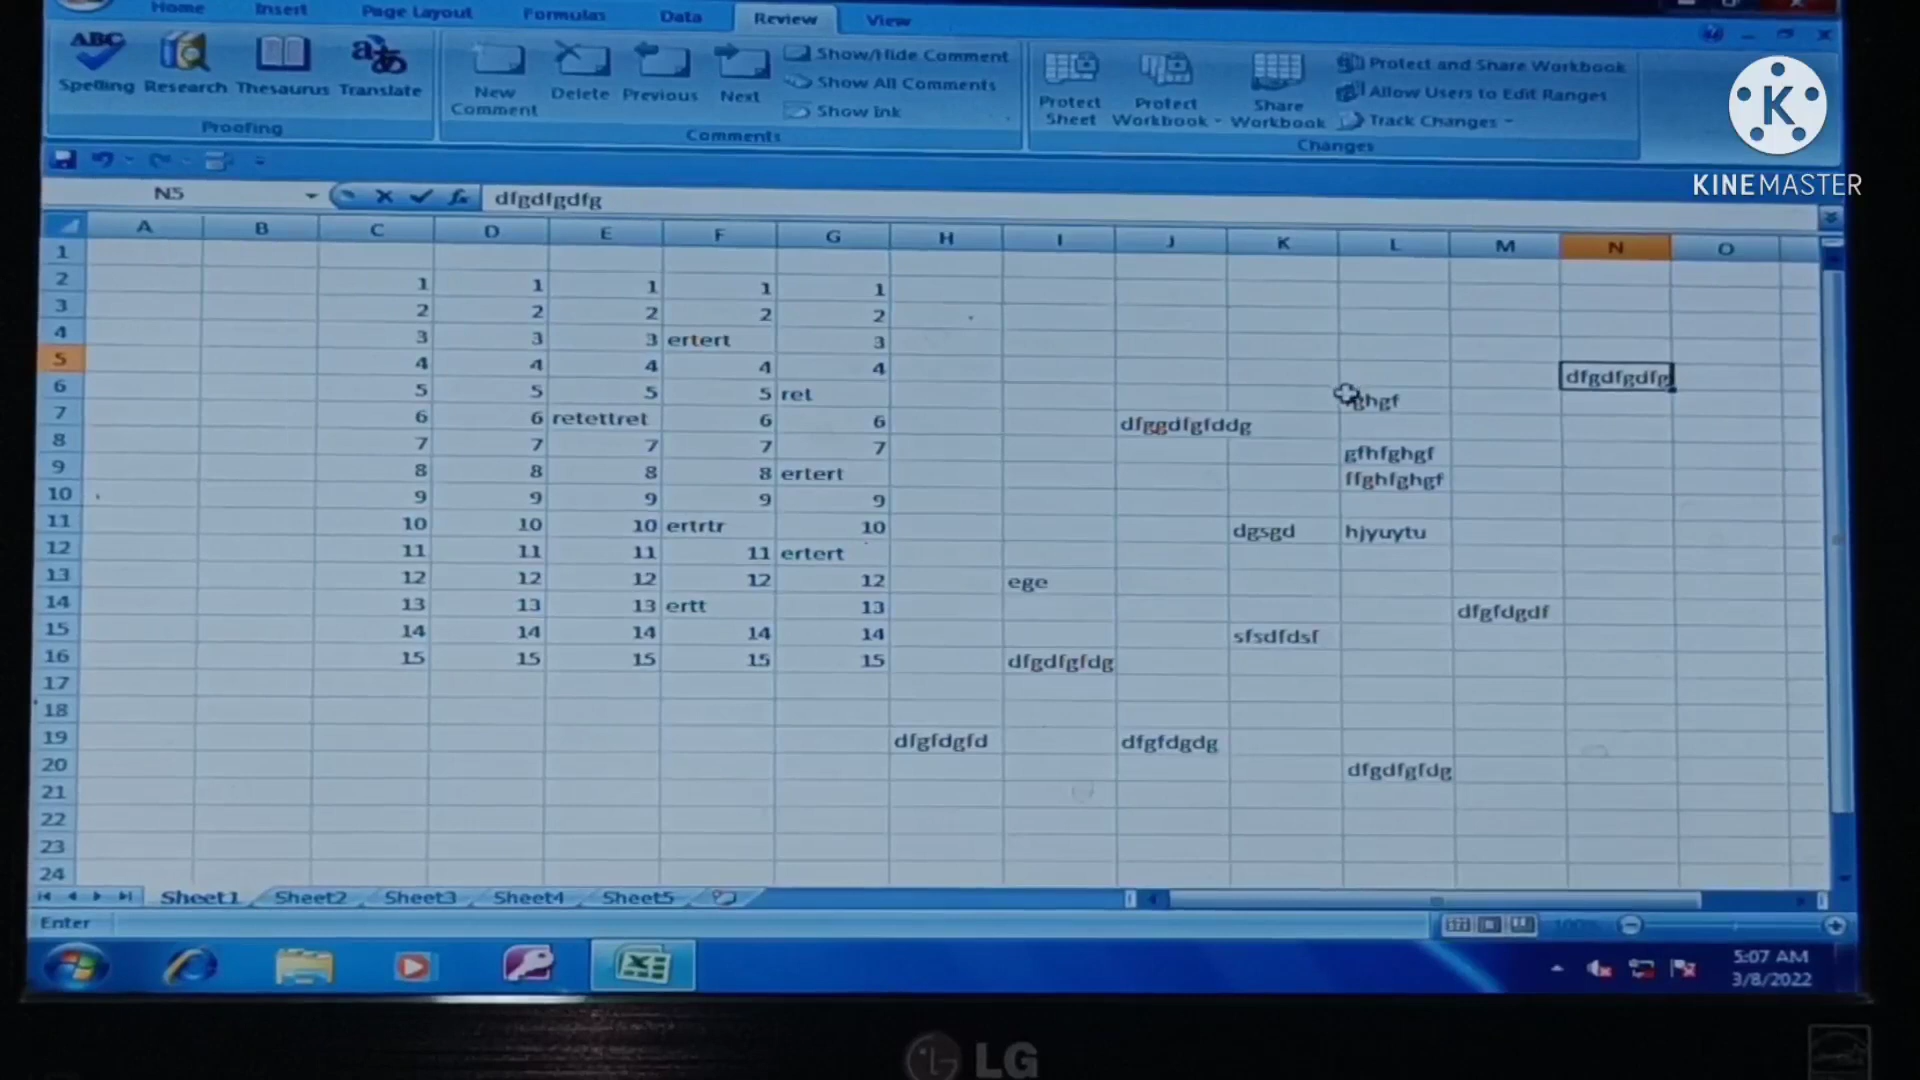 Home Insert Page Layout Formulas Data Review View
Spelling Research Thesaurus Translate
Proofing
New Comment Delete Previous Next
Show/Hide Comment
Show All Comments
Show Ink
Comments
Protect Sheet Protect Workbook Share Workbook
Protect and Share Workbook
Allow Users to Edit Ranges
Track Changes
Changes
K
KINEMASTER
N5 fx dfgdfgdfg
A B C D E F G H I J K L M N O
1
2 1 1 1 1 1
3 2 2 2 2 2
4 3 3 3 ertert 3
5 4 4 4 4 4 dfgdfgdfg
6 5 5 5 5 ret ghgf
7 6 6 retettret 6 6 dfggdfgfddg
8 7 7 7 7 7 gfhfghgf
9 8 8 8 8 ertert ffghfghgf
10 9 9 9 9 9
11 10 10 10 ertrtr 10 dgsgd hjyuytu
12 11 11 11 11 ertert
13 12 12 12 12 12 ege
14 13 13 13 ertt 13 dfgfdgdf
15 14 14 14 14 14 sfsdfdsf
16 15 15 15 15 15 dfgdfgfdg
17
18
19 dfgfdgfd dfgfdgdg
20 dfgdfgfdg
21
22
23
24
Sheet1 Sheet2 Sheet3 Sheet4 Sheet5
Enter
5:07 AM
3/8/2022
LG